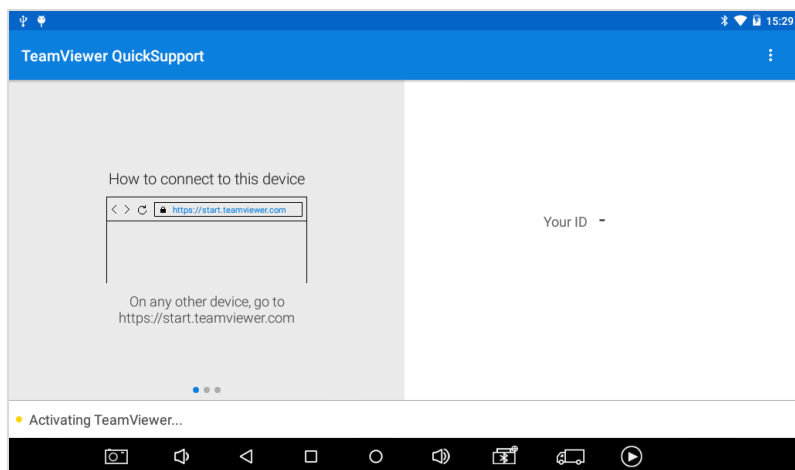 15:29
TeamViewer QuickSupport
How to connect to this device
https://start.teamviewer.com
On any other device, go to
https://start.teamviewer.com
Your ID -
Activating TeamViewer...